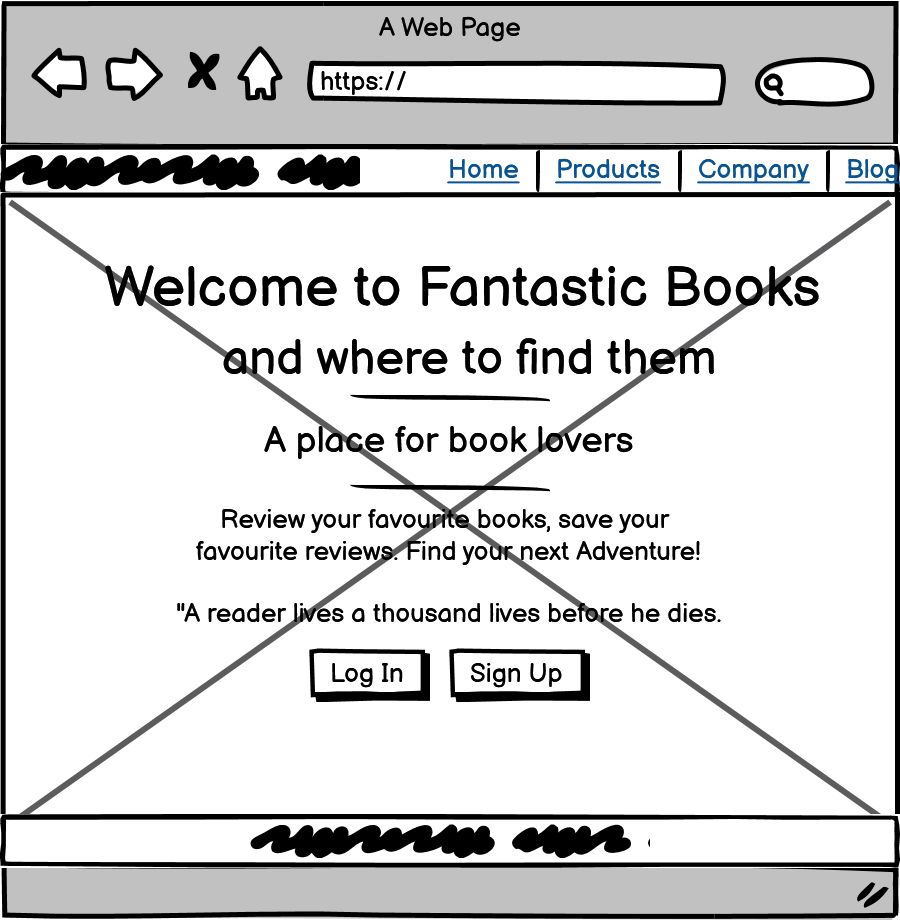 A Web Page
https://
Home Products Company Blog
Welcome to Fantastic Books
and where to find them
A place for book lovers
Review your favourite books, save your
favourite reviews. Find your next Adventure!
"A reader lives a thousand lives before he dies.
Log In Sign Up